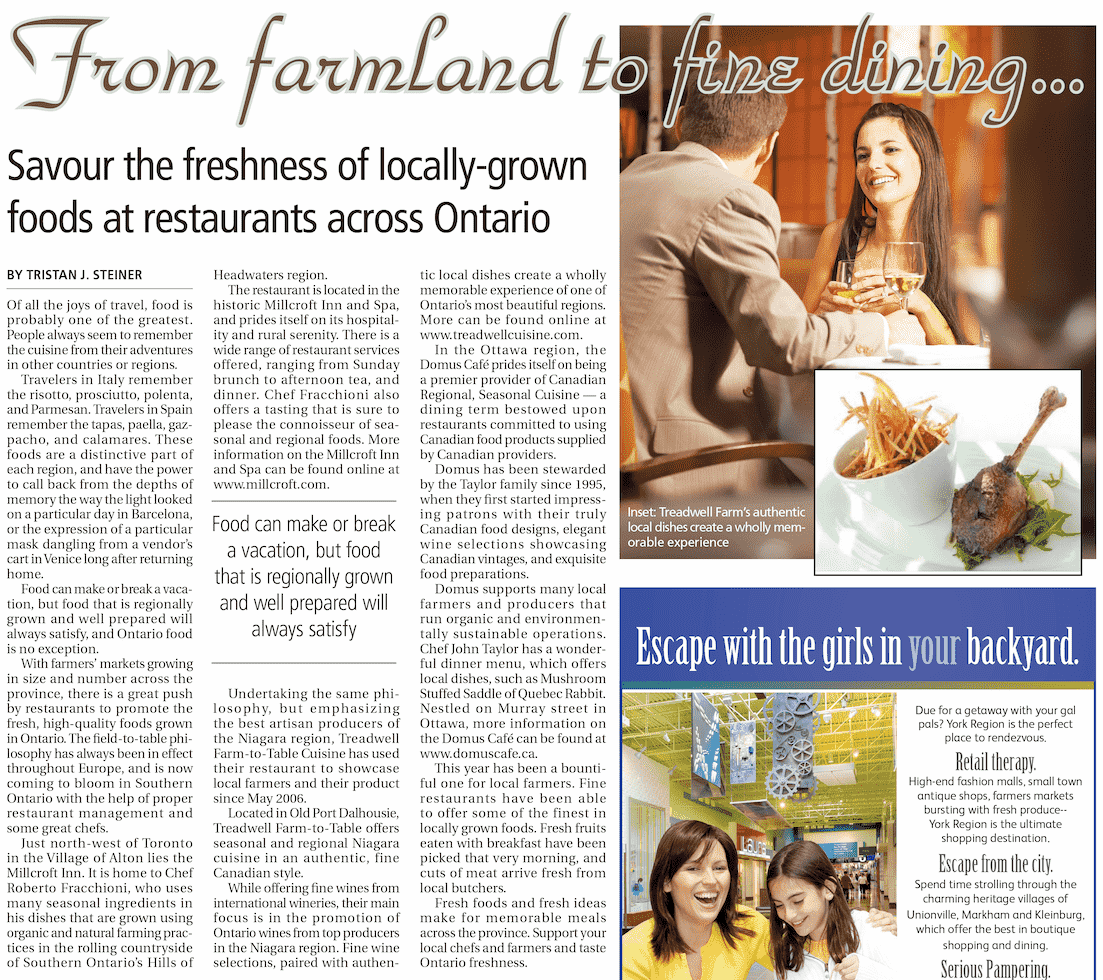 From farmland to fine dining...
Savour the freshness of locally-grown
foods at restaurants across Ontario
BY TRISTAN J. STEINER
Of all the joys of travel, food is
probably one of the greatest.
People always seem to remember
the cuisine from their adventures
in other countries or regions.
Travelers in Italy remember
the risotto, prosciutto, polenta,
and Parmesan. Travelers in Spain
remember the tapas, paella, gaz-
pacho, and calamares. These
foods are a distinctive part of
each region, and have the power
to call back from the depths of
memory the way the light looked
on a particular day in Barcelona,
or the expression of a particular
mask dangling from a vendor's
cart in Venice long after returning
home.
Food can make or break a vaca-
tion, but food that is regionally
grown and well prepared will
always satisfy, and Ontario food
is no exception.
With farmers' markets growing
in size and number across the
province, there is a great push
by restaurants to promote the
fresh, high-quality foods grown
in Ontario. The field-to-table phi-
losophy has always been in effect
throughout Europe, and is now
coming to bloom in Southern
Ontario with the help of proper
restaurant management and
some great chefs.
Just north-west of Toronto
in the Village of Alton lies the
Millcroft Inn. It is home to Chef
Roberto Fracchioni, who uses
many seasonal ingredients in
his dishes that are grown using
organic and natural farming prac-
tices in the rolling countryside
of Southern Ontario's Hills of
Headwaters region.
The restaurant is located in the
historic Millcroft Inn and Spa,
and prides itself on its hospital-
ity and rural serenity. There is a
wide range of restaurant services
offered, ranging from Sunday
brunch to afternoon tea, and
dinner. Chef Fracchioni also
offers a tasting that is sure to
please the connoisseur of sea-
sonal and regional foods. More
information on the Millcroft Inn
and Spa can be found online at
www.millcroft.com.
Food can make or break
a vacation, but food
that is regionally grown
and well prepared will
always satisfy
Undertaking the same phi-
losophy, but emphasizing
the best artisan producers of
the Niagara region, Treadwell
Farm-to-Table Cuisine has used
their restaurant to showcase
local farmers and their product
since May 2006.
Located in Old Port Dalhousie,
Treadwell Farm-to-Table offers
seasonal and regional Niagara
cuisine in an authentic, fine
Canadian style.
While offering fine wines from
international wineries, their main
focus is in the promotion of
Ontario wines from top producers
in the Niagara region. Fine wine
selections, paired with authen-
tic local dishes create a wholly
memorable experience of one of
Ontario's most beautiful regions.
More can be found online at
www.treadwellcuisine.com.
In the Ottawa region, the
Domus Café prides itself on being
a premier provider of Canadian
Regional, Seasonal Cuisine — a
dining term bestowed upon
restaurants committed to using
Canadian food products supplied
by Canadian providers.
Domus has been stewarded
by the Taylor family since 1995,
when they first started impress-
ing patrons with their truly
Canadian food designs, elegant
wine selections showcasing
Canadian vintages, and exquisite
food preparations.
Domus supports many local
farmers and producers that
run organic and environmen-
tally sustainable operations.
Chef John Taylor has a wonder-
ful dinner menu, which offers
local dishes, such as Mushroom
Stuffed Saddle of Quebec Rabbit.
Nestled on Murray street in
Ottawa, more information on
the Domus Café can be found at
www.domuscafe.ca.
This year has been a bounti-
ful one for local farmers. Fine
restaurants have been able
to offer some of the finest in
locally grown foods. Fresh fruits
eaten with breakfast have been
picked that very morning, and
cuts of meat arrive fresh from
local butchers.
Fresh foods and fresh ideas
make for memorable meals
across the province. Support your
local chefs and farmers and taste
Ontario freshness.
Inset: Treadwell Farm's authentic
local dishes create a wholly mem-
orable experience
Escape with the girls in your backyard.
Due for a getaway with your gal
pals? York Region is the perfect
place to rendezvous.
Retail therapy.
High-end fashion malls, small town
antique shops, farmers markets
bursting with fresh produce--
York Region is the ultimate
shopping destination.
Escape from the city.
Spend time strolling through the
charming heritage villages of
Unionville, Markham and Kleinburg,
which offer the best in boutique
shopping and dining.
Serious Pampering.